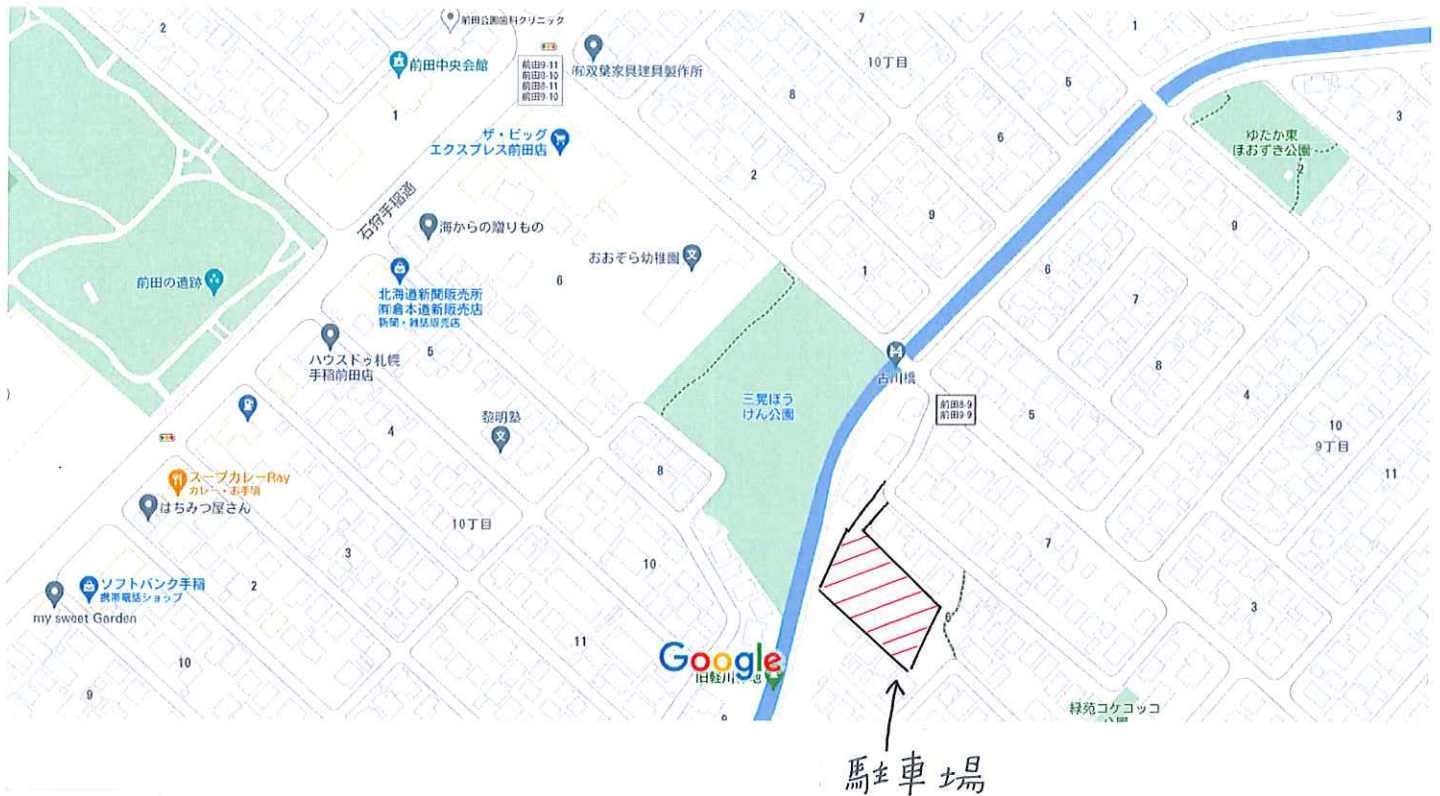 前田公園歯科クリニック
2
7
1
前田中央会館
前田9-11
前田8-10
前田8-11
前田9-10
㈲双葉家具建具製作所
10丁目
5
8
3
1
ザ・ビッグ
エクスプレス前田店
ゆたか東
ほおずき公園
2
6
2
石狩手稲通
9
海からの贈りもの
9
おおぞら幼稚園
1
6
前田の遺跡
6
7
北海道新聞販売所
㈲倉本道新販売店
新聞・雑誌販売店
ハウスドゥ札幌
手稲前田店
5
古川橋
8
三晃ぼう
けん公園
4
前田8-9
前田9-9
5
黎明塾
4
10
9丁目
8
11
スープカレーRay
カレー・お手頃
はちみつ屋さん
10丁目
3
7
10
ソフトバンク手稲
携帯電話ショップ
2
3
my sweet Garden
6
11
10
Google
9
緑苑コケコッコ
公園
9
駐車場